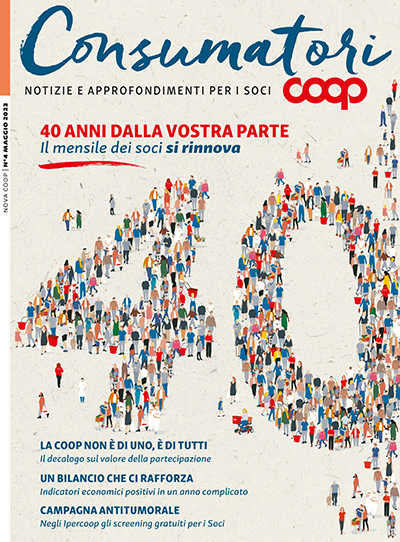 Consumatori
NOTIZIE E APPROFONDIMENTI PER I SOCI
coop
NOVA COOP | N°4 MAGGIO 2023
40 ANNI DALLA VOSTRA PARTE
Il mensile dei soci si rinnova
40
LA COOP NON È DI UNO, È DI TUTTI
Il decalogo sul valore della partecipazione
UN BILANCIO CHE CI RAFFORZA
Indicatori economici positivi in un anno complicato
CAMPAGNA ANTITUMORALE
Negli Ipercoop gli screening gratuiti per i Soci